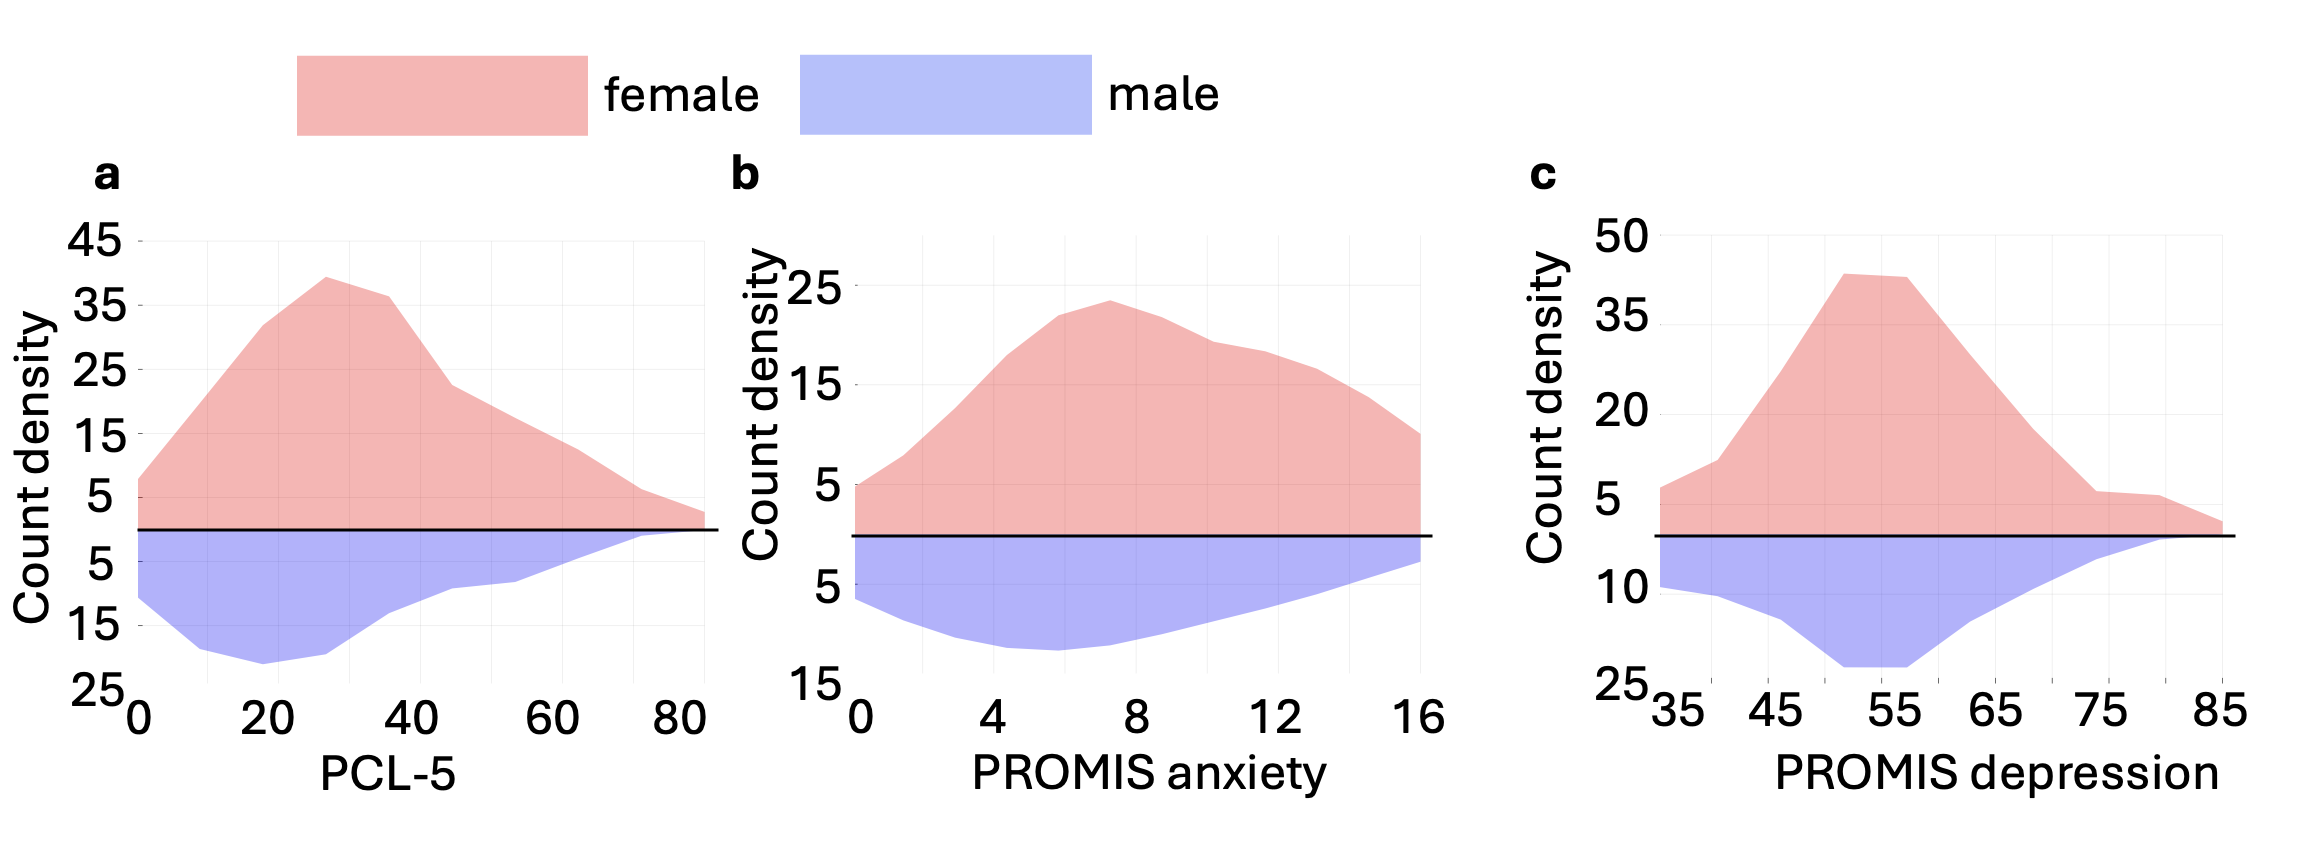 female male
a
Count density
45
35
25
15
5
5
15
25
0 20 40 60 80
PCL-5
b
Count density
25
15
5
5
15
0 4 8 12 16
PROMIS anxiety
c
Count density
50
35
20
5
10
25
35 45 55 65 75 85
PROMIS depression